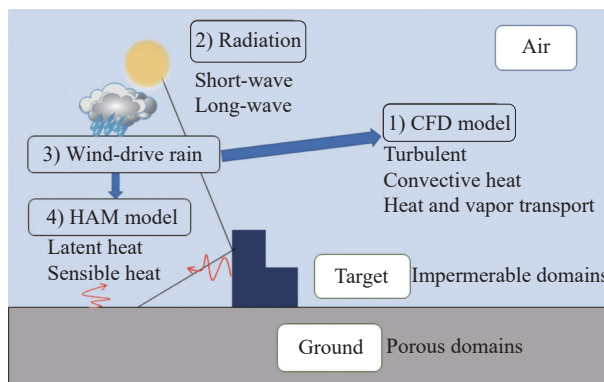 2) Radiation
Short-wave
Long-wave
Air
1) CFD model
Turbulent
Convective heat
Heat and vapor transport
3) Wind-drive rain
4) HAM model
Latent heat
Sensible heat
Target Impermerable domains
Ground Porous domains